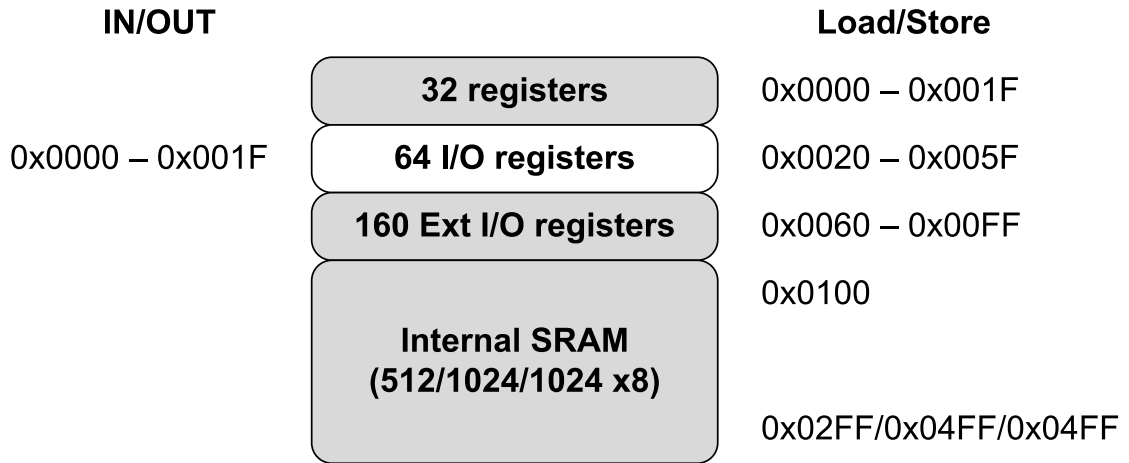 IN/OUT
Load/Store
32 registers
0x0000 – 0x001F
0x0000 – 0x001F
64 I/O registers
0x0020 – 0x005F
160 Ext I/O registers
0x0060 – 0x00FF
0x0100
Internal SRAM
(512/1024/1024 x8)
0x02FF/0x04FF/0x04FF